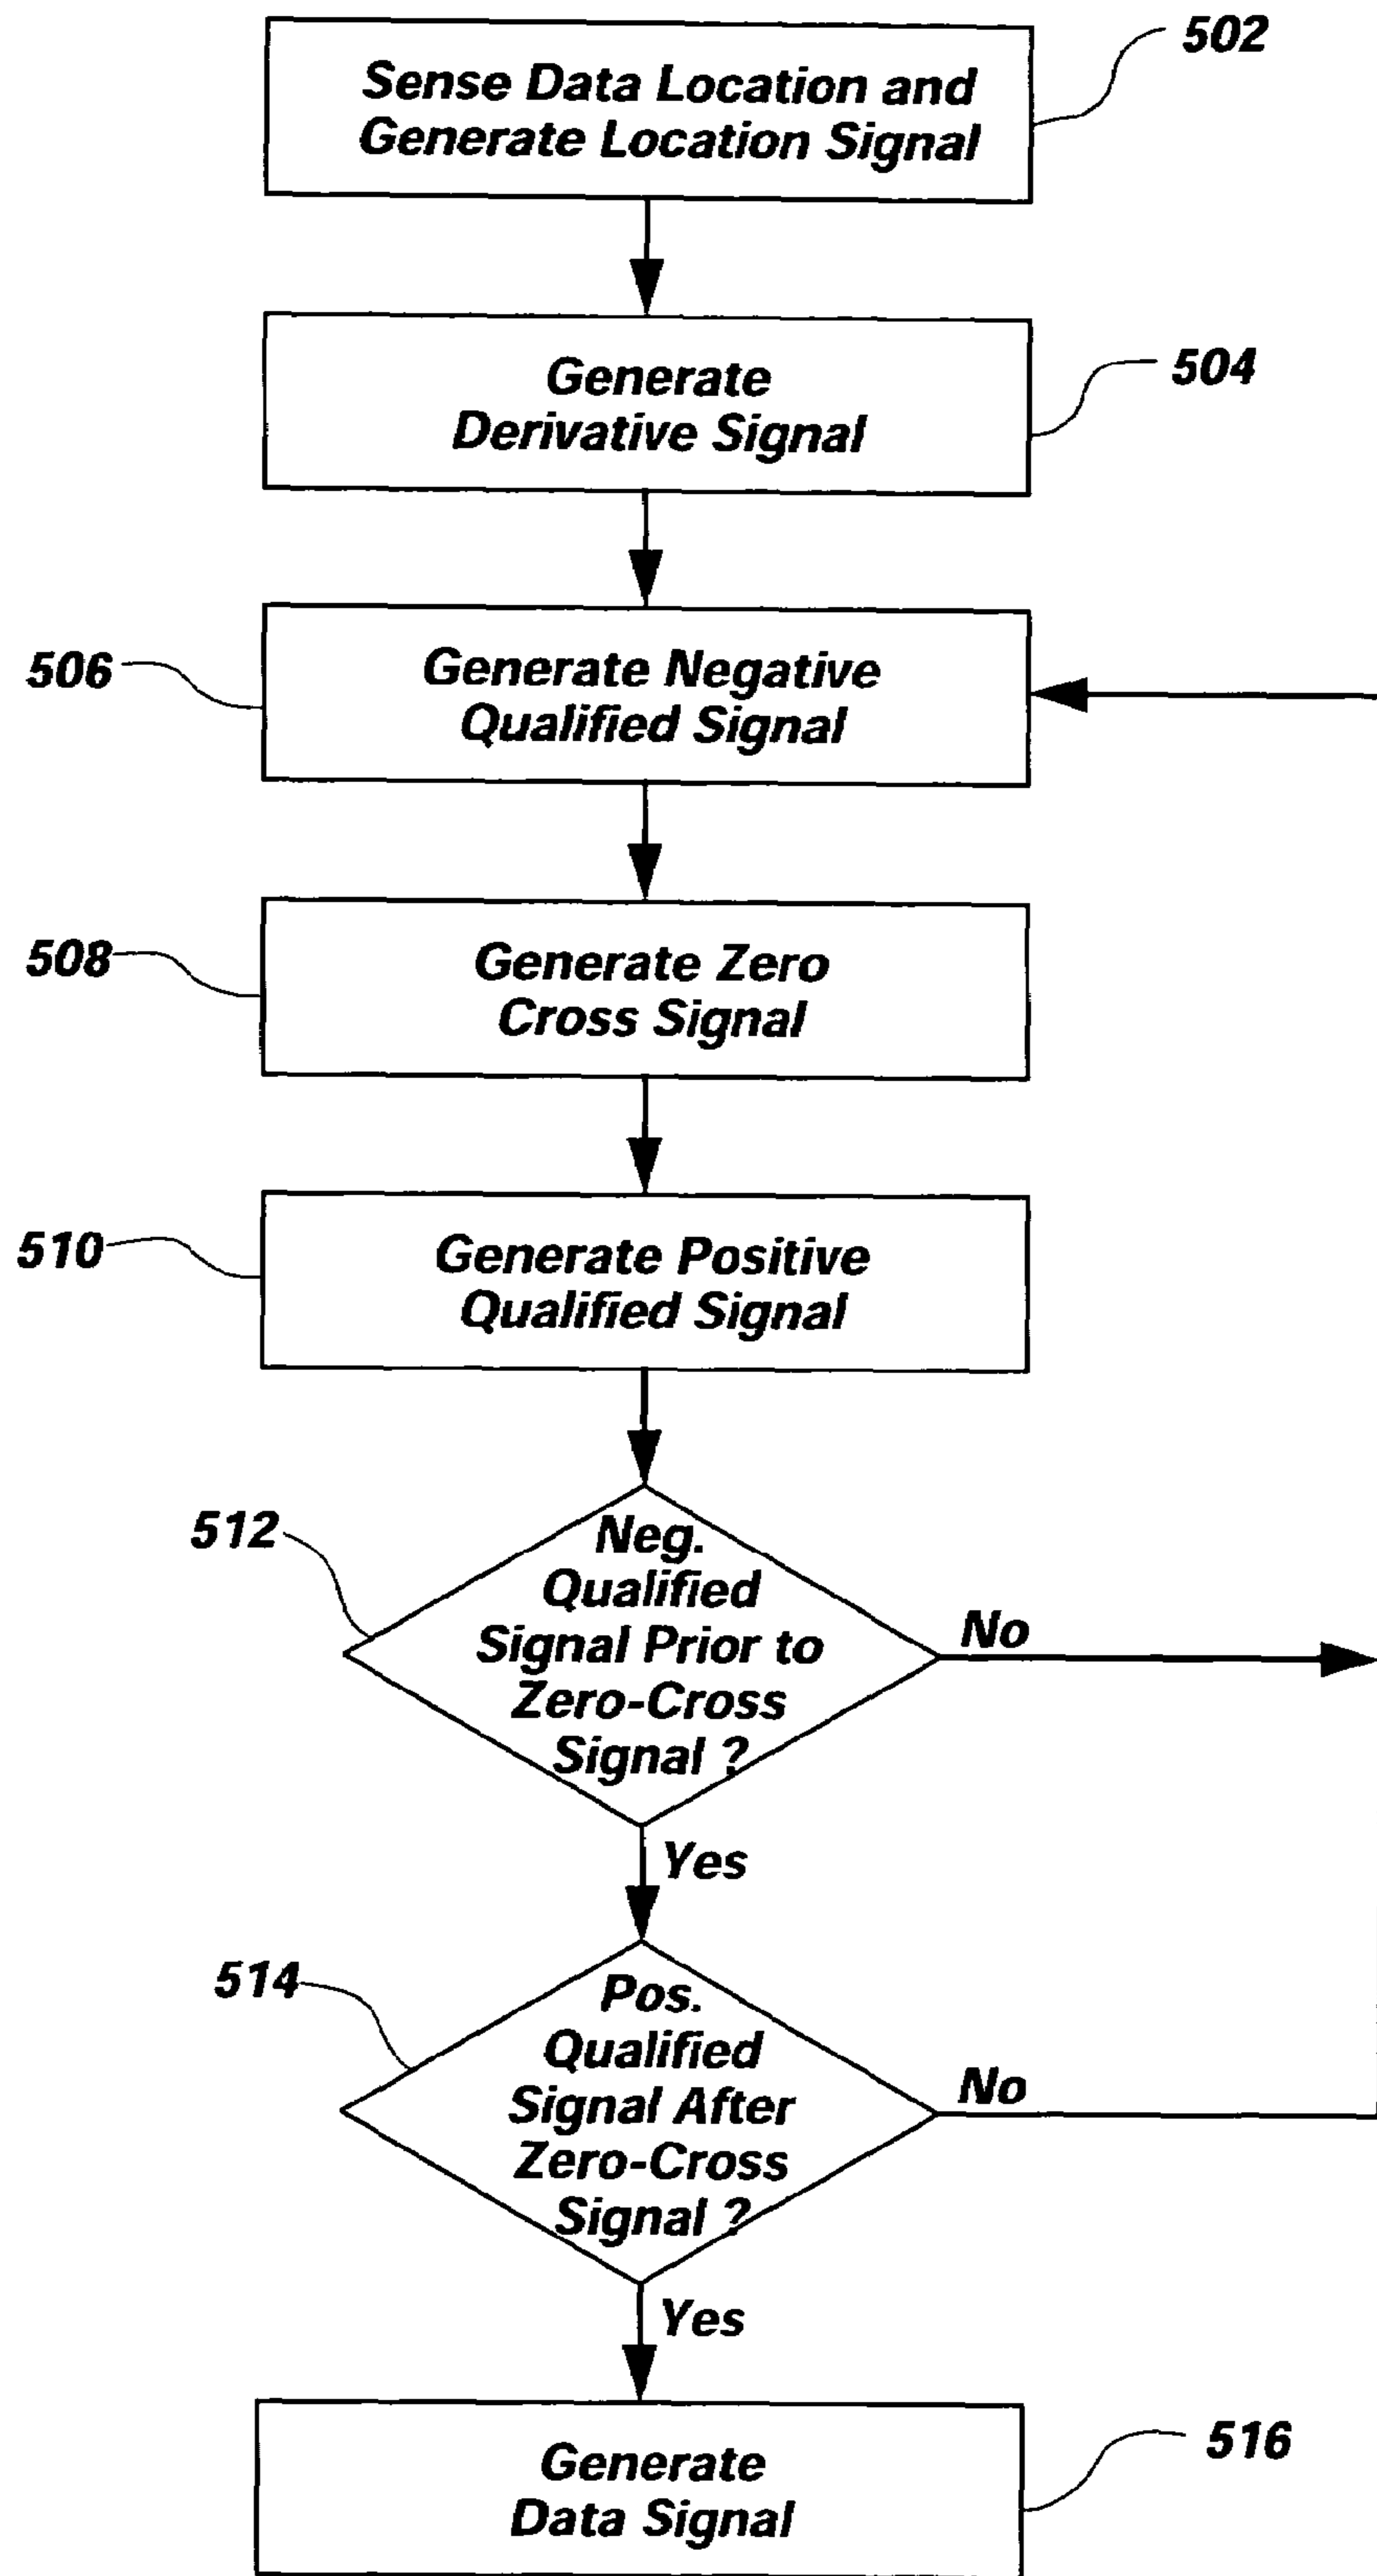 502
Sense Data Location and
Generate Location Signal
504
Generate
Derivative Signal
506
Generate Negative
Qualified Signal
508
Generate Zero
Cross Signal
510
Generate Positive
Qualified Signal
512
Neg.
Qualified
Signal Prior to
Zero-Cross
Signal ?
No
Yes
514
Pos.
Qualified
Signal After
Zero-Cross
Signal ?
No
Yes
516
Generate
Data Signal